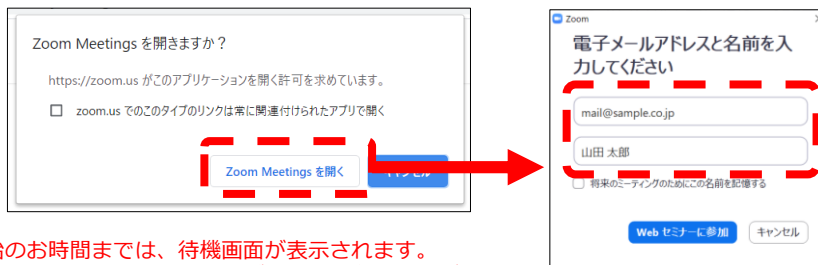 Zoom Meetings を開きますか？
https://zoom.us がこのアプリケーションを開く許可を求めています。
zoom.us でのこのタイプのリンクは常に関連付けられたアプリで開く
Zoom Meetings を開く
キャンセル
Zoom
電子メールアドレスと名前を入
力してください
mail@sample.co.jp
山田 太郎
将来のミーティングのためにこの名前を記憶する
Web セミナーに参加
キャンセル
のお時間までは、待機画面が表示されます。